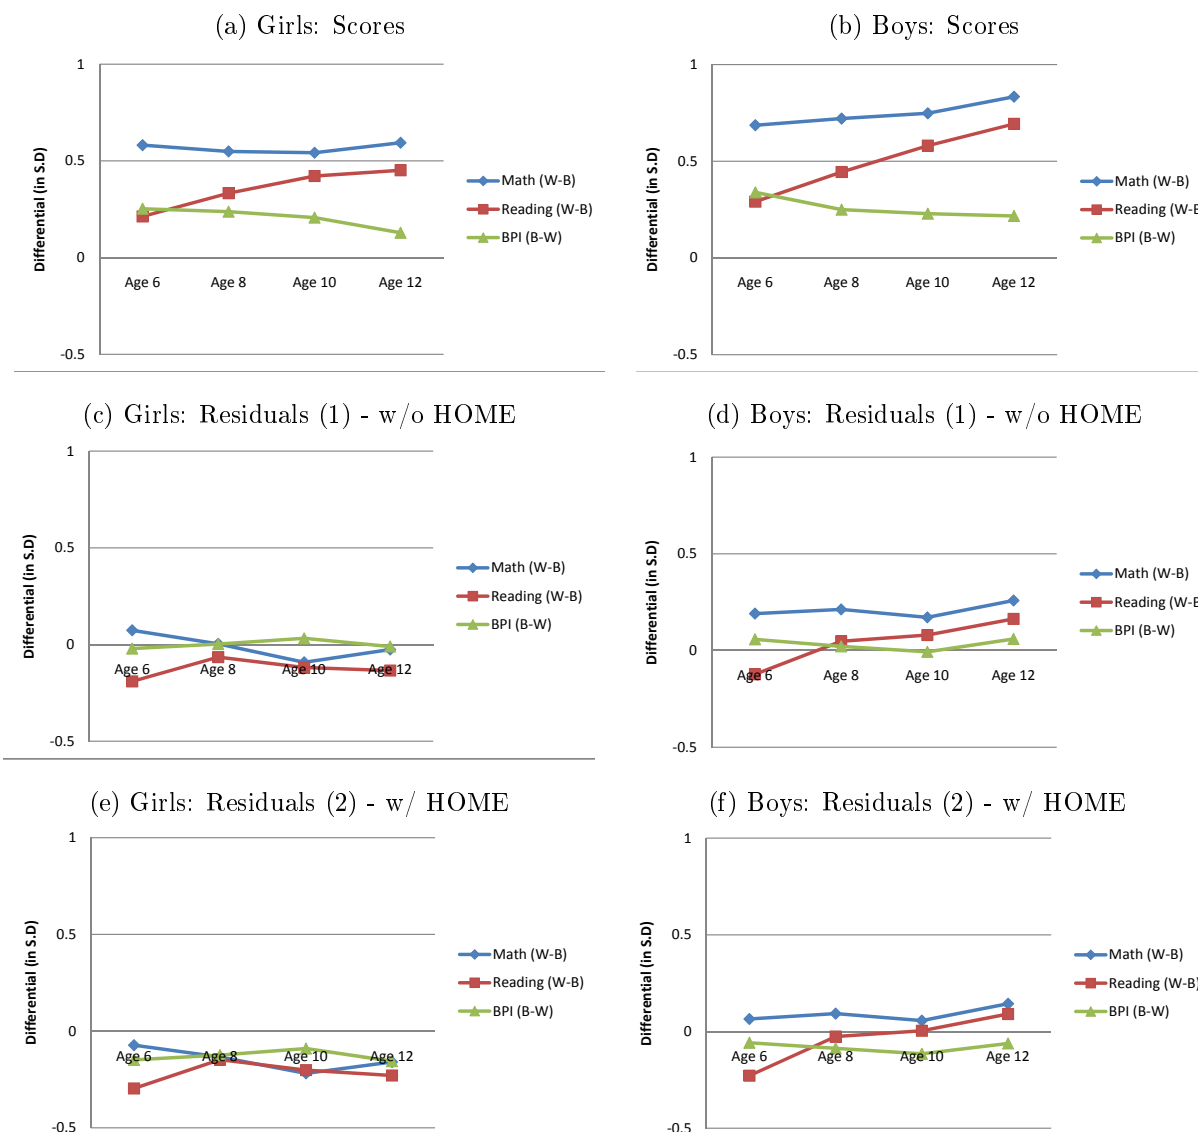 (a) Girls: Scores
1
0.5
0
-0.5
Differential (in S.D)
Age 6 Age 8 Age 10 Age 12
Math (W-B)
Reading (W-B)
BPI (B-W)
(b) Boys: Scores
1
0.5
0
-0.5
Differential (in S.D)
Age 6 Age 8 Age 10 Age 12
Math (W-B)
Reading (W-B
BPI (B-W)
(c) Girls: Residuals (1) - w/o HOME
1
0.5
0
-0.5
Differential (in S.D)
Age 6 Age 8 Age 10 Age 12
Math (W-B)
Reading (W-B)
BPI (B-W)
(d) Boys: Residuals (1) - w/o HOME
1
0.5
0
-0.5
Differential (in S.D)
Age 6 Age 8 Age 10 Age 12
Math (W-B)
Reading (W-B
BPI (B-W)
(e) Girls: Residuals (2) - w/ HOME
1
0.5
0
-0.5
Differential (in S.D)
Age 6 Age 8 Age 10 Age 12
Math (W-B)
Reading (W-B)
BPI (B-W)
(f) Boys: Residuals (2) - w/ HOME
1
0.5
0
-0.5
Differential (in S.D)
Age 6 Age 8 Age 10 Age 12
Math (W-B)
Reading (W-B)
BPI (B-W)